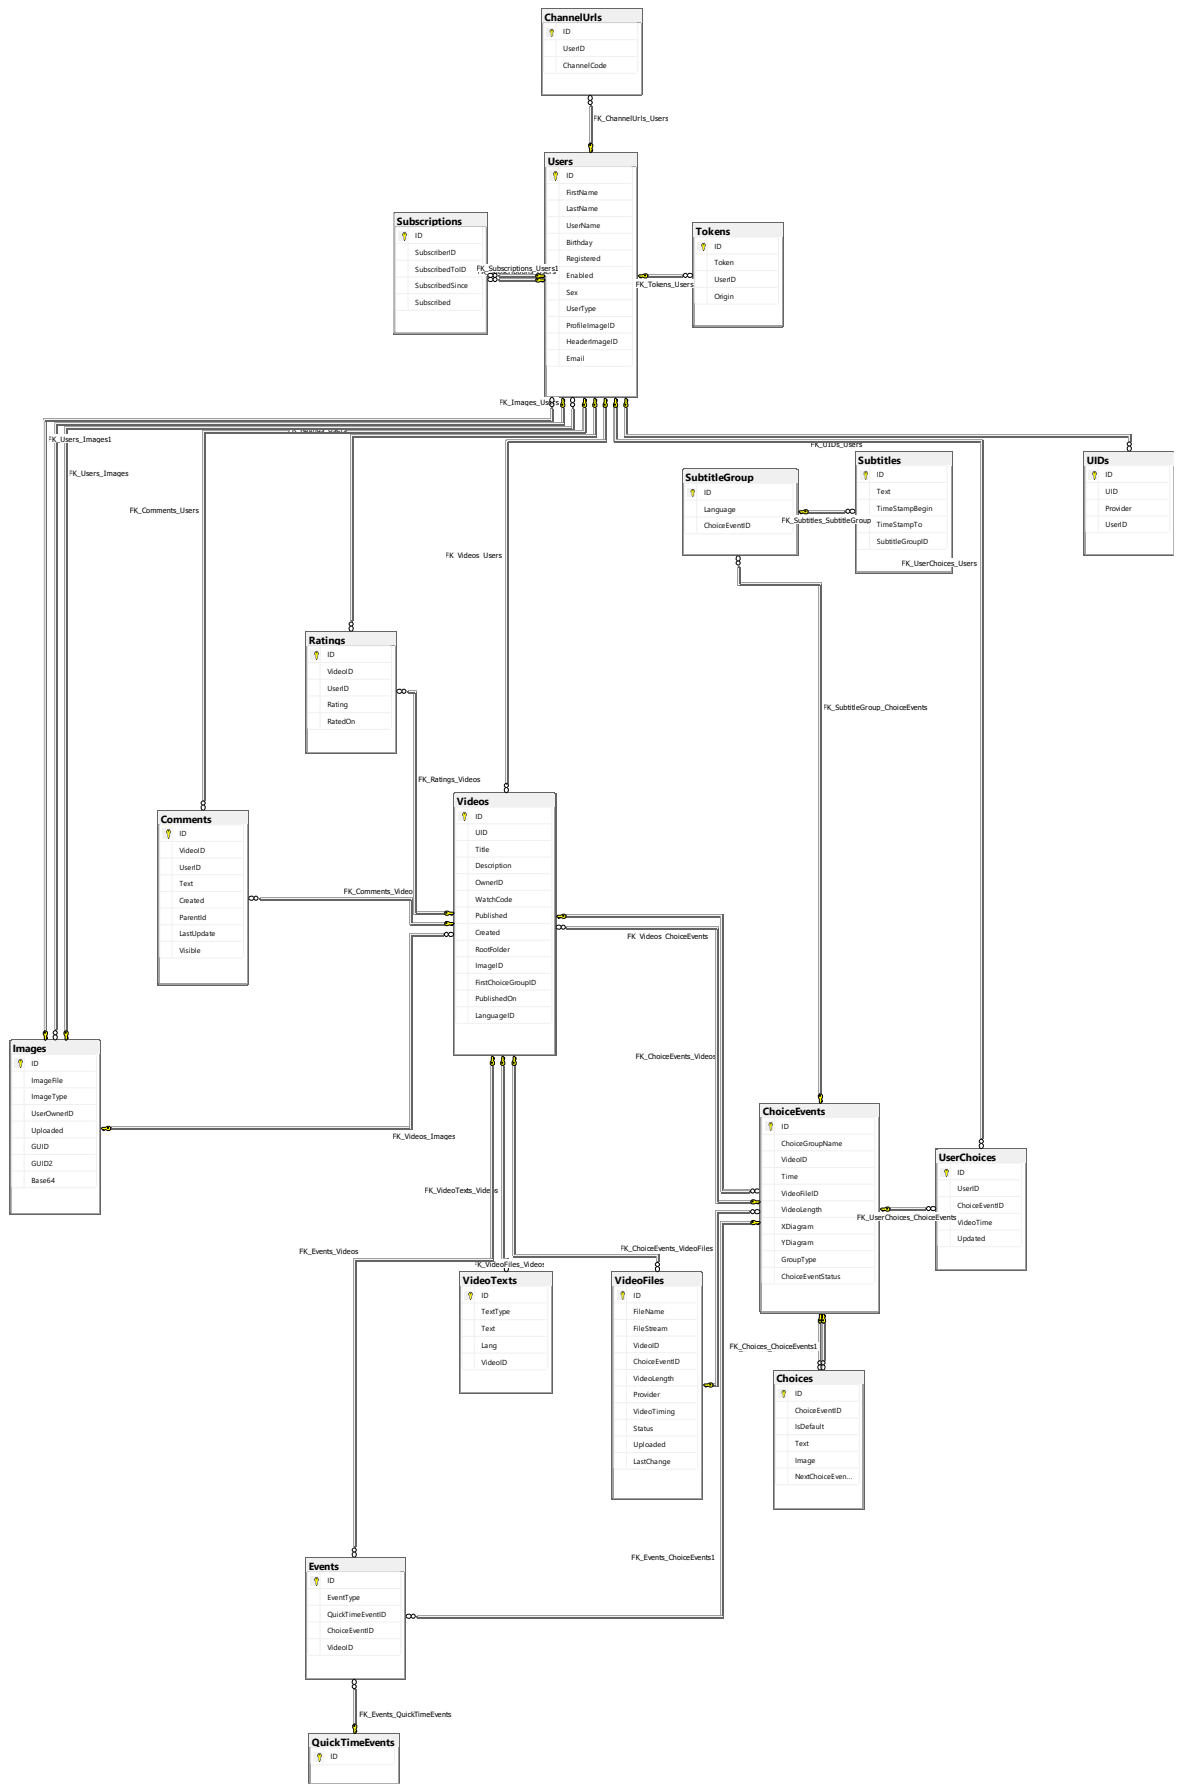 ChannelUrls
ID
UserID
ChannelCode
FK_ChannelUrls_Users
Users
ID
FirstName
LastName
UserName
Birthday
Registered
Enabled
Sex
UserType
ProfileImageID
HeaderImageID
Email
Subscriptions
ID
SubscriberID
SubscribedToID
SubscribedSince
Subscribed
FK_Subscriptions_Users1
Tokens
ID
Token
UserID
Origin
FK_Tokens_Users
FK_Images_Users
FK_Users_Images1
FK_Users_Images
FK_Comments_Users
FK_Videos_Users
FK_UIDs_Users
SubtitleGroup
ID
Language
ChoiceEventID
FK_Subtitles_SubtitleGroup
Subtitles
ID
Text
TimeStampBegin
TimeStampTo
SubtitleGroupID
FK_UserChoices_Users
UIDs
ID
UID
Provider
UserID
Ratings
ID
VideoID
UserID
Rating
RatedOn
FK_Ratings_Videos
FK_SubtitleGroup_ChoiceEvents
Comments
ID
VideoID
UserID
Text
Created
ParentId
LastUpdate
Visible
FK_Comments_Video
Videos
ID
UID
Title
Description
OwnerID
WatchCode
Published
Created
RootFolder
ImageID
FirstChoiceGroupID
PublishedOn
LanguageID
FK_Videos_ChoiceEvents
FK_ChoiceEvents_Videos
Images
ID
ImageFile
ImageType
UserOwnerID
Uploaded
GUID
GUID2
Base64
FK_Videos_Images
FK_VideoTexts_Videos
FK_Events_Videos
FK_VideoFiles_Videos
FK_ChoiceEvents_VideoFiles
ChoiceEvents
ID
ChoiceGroupName
VideoID
Time
VideoFileID
VideoLength
XDiagram
YDiagram
GroupType
ChoiceEventStatus
UserChoices
ID
UserID
ChoiceEventID
VideoTime
Updated
FK_UserChoices_ChoiceEvents
VideoTexts
ID
TextType
Text
Lang
VideoID
VideoFiles
ID
FileName
FileStream
VideoID
ChoiceEventID
VideoLength
Provider
VideoTiming
Status
Uploaded
LastChange
FK_Choices_ChoiceEvents1
Choices
ID
ChoiceEventID
IsDefault
Text
Image
NextChoiceEven...
FK_Events_ChoiceEvents1
Events
ID
EventType
QuickTimeEventID
ChoiceEventID
VideoID
FK_Events_QuickTimeEvents
QuickTimeEvents
ID